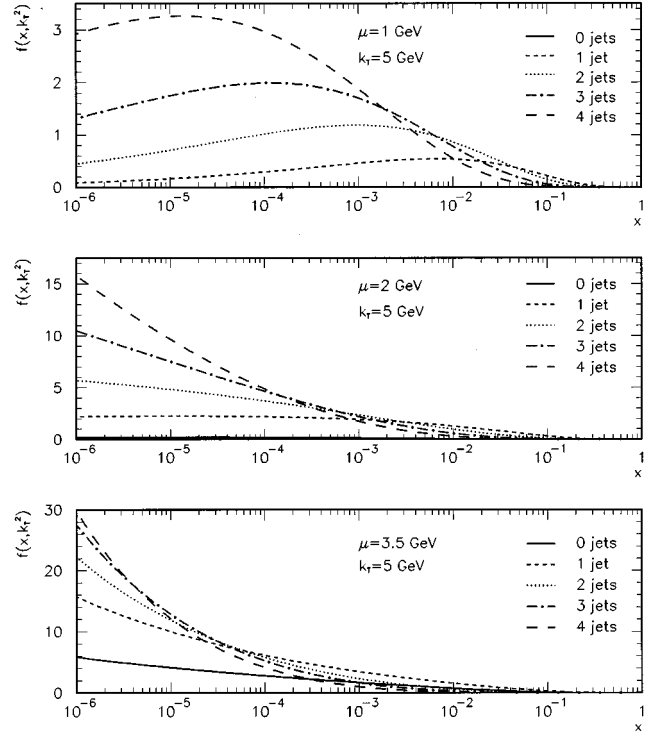 f(x,k_T^2)
3
2
1
0
μ=1 GeV
k_T=5 GeV
0 jets
1 jet
2 jets
3 jets
4 jets
10^-6 10^-5 10^-4 10^-3 10^-2 10^-1 1
x
f(x,k_T^2)
15
10
5
0
μ=2 GeV
k_T=5 GeV
0 jets
1 jet
2 jets
3 jets
4 jets
10^-6 10^-5 10^-4 10^-3 10^-2 10^-1 1
x
f(x,k_T^2)
30
20
10
0
μ=3.5 GeV
k_T=5 GeV
0 jets
1 jet
2 jets
3 jets
4 jets
10^-6 10^-5 10^-4 10^-3 10^-2 10^-1 1
x